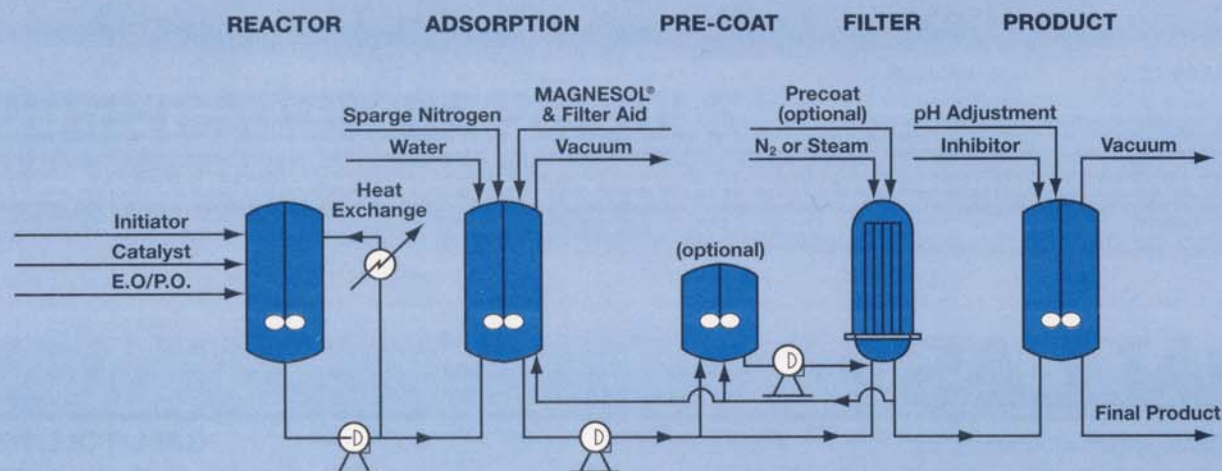 REACTOR ADSORPTION PRE-COAT FILTER PRODUCT
MAGNESOL®
& Filter Aid
Sparge Nitrogen
Water
Vacuum
Precoat
(optional)
N₂ or Steam
pH Adjustment
Inhibitor
Vacuum
Heat
Exchange
Initiator
Catalyst
E.O/P.O.
(optional)
D
D
D
Final Product